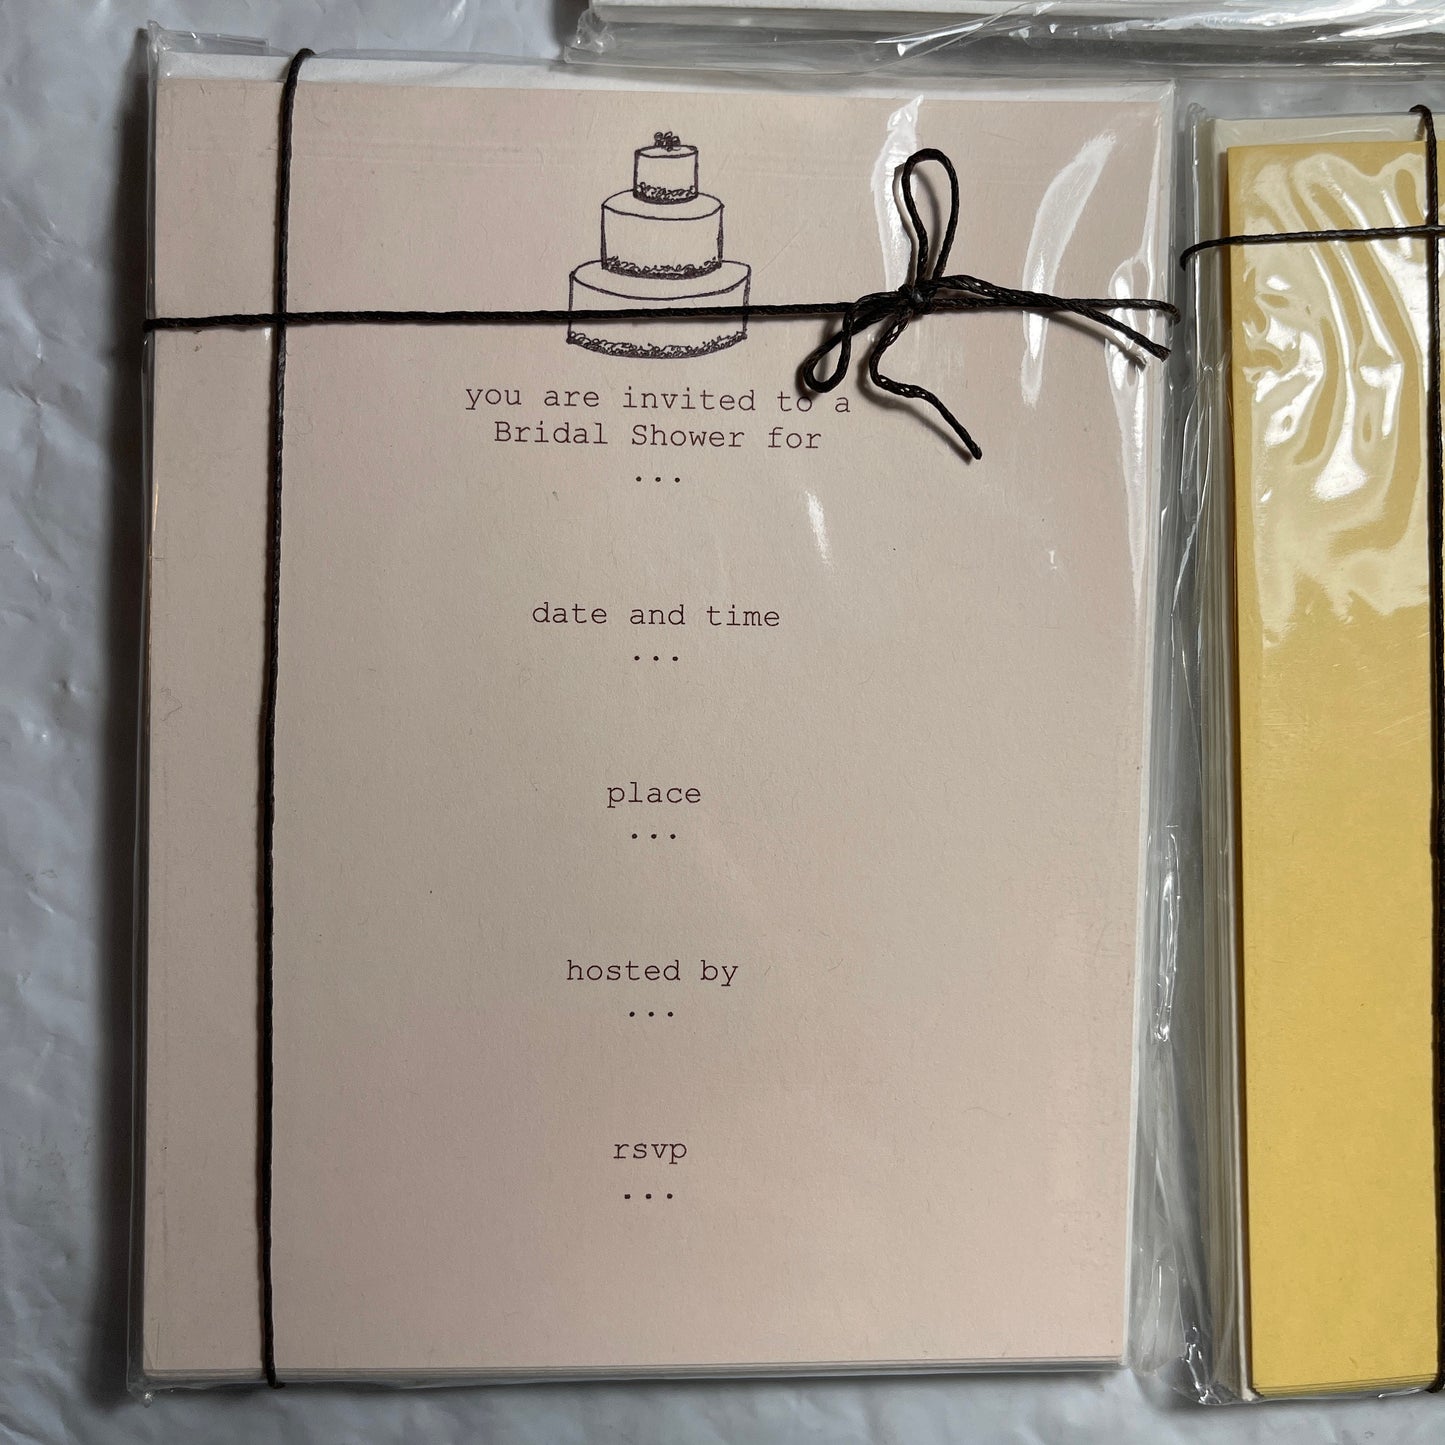 you are invited to a
Bridal Shower for
...
date and time
...
place
...
hosted by
...
rsvp
...